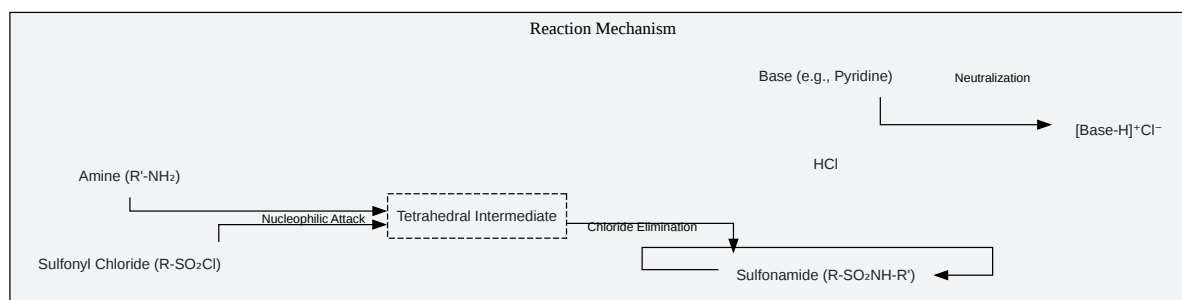 Reaction Mechanism
Base (e.g., Pyridine)
Neutralization
[Base-H]⁺Cl⁻
HCl
Amine (R'-NH₂)
Nucleophilic Attack
Tetrahedral Intermediate
Chloride Elimination
Sulfonyl Chloride (R-SO₂Cl)
Sulfonamide (R-SO₂NH-R')